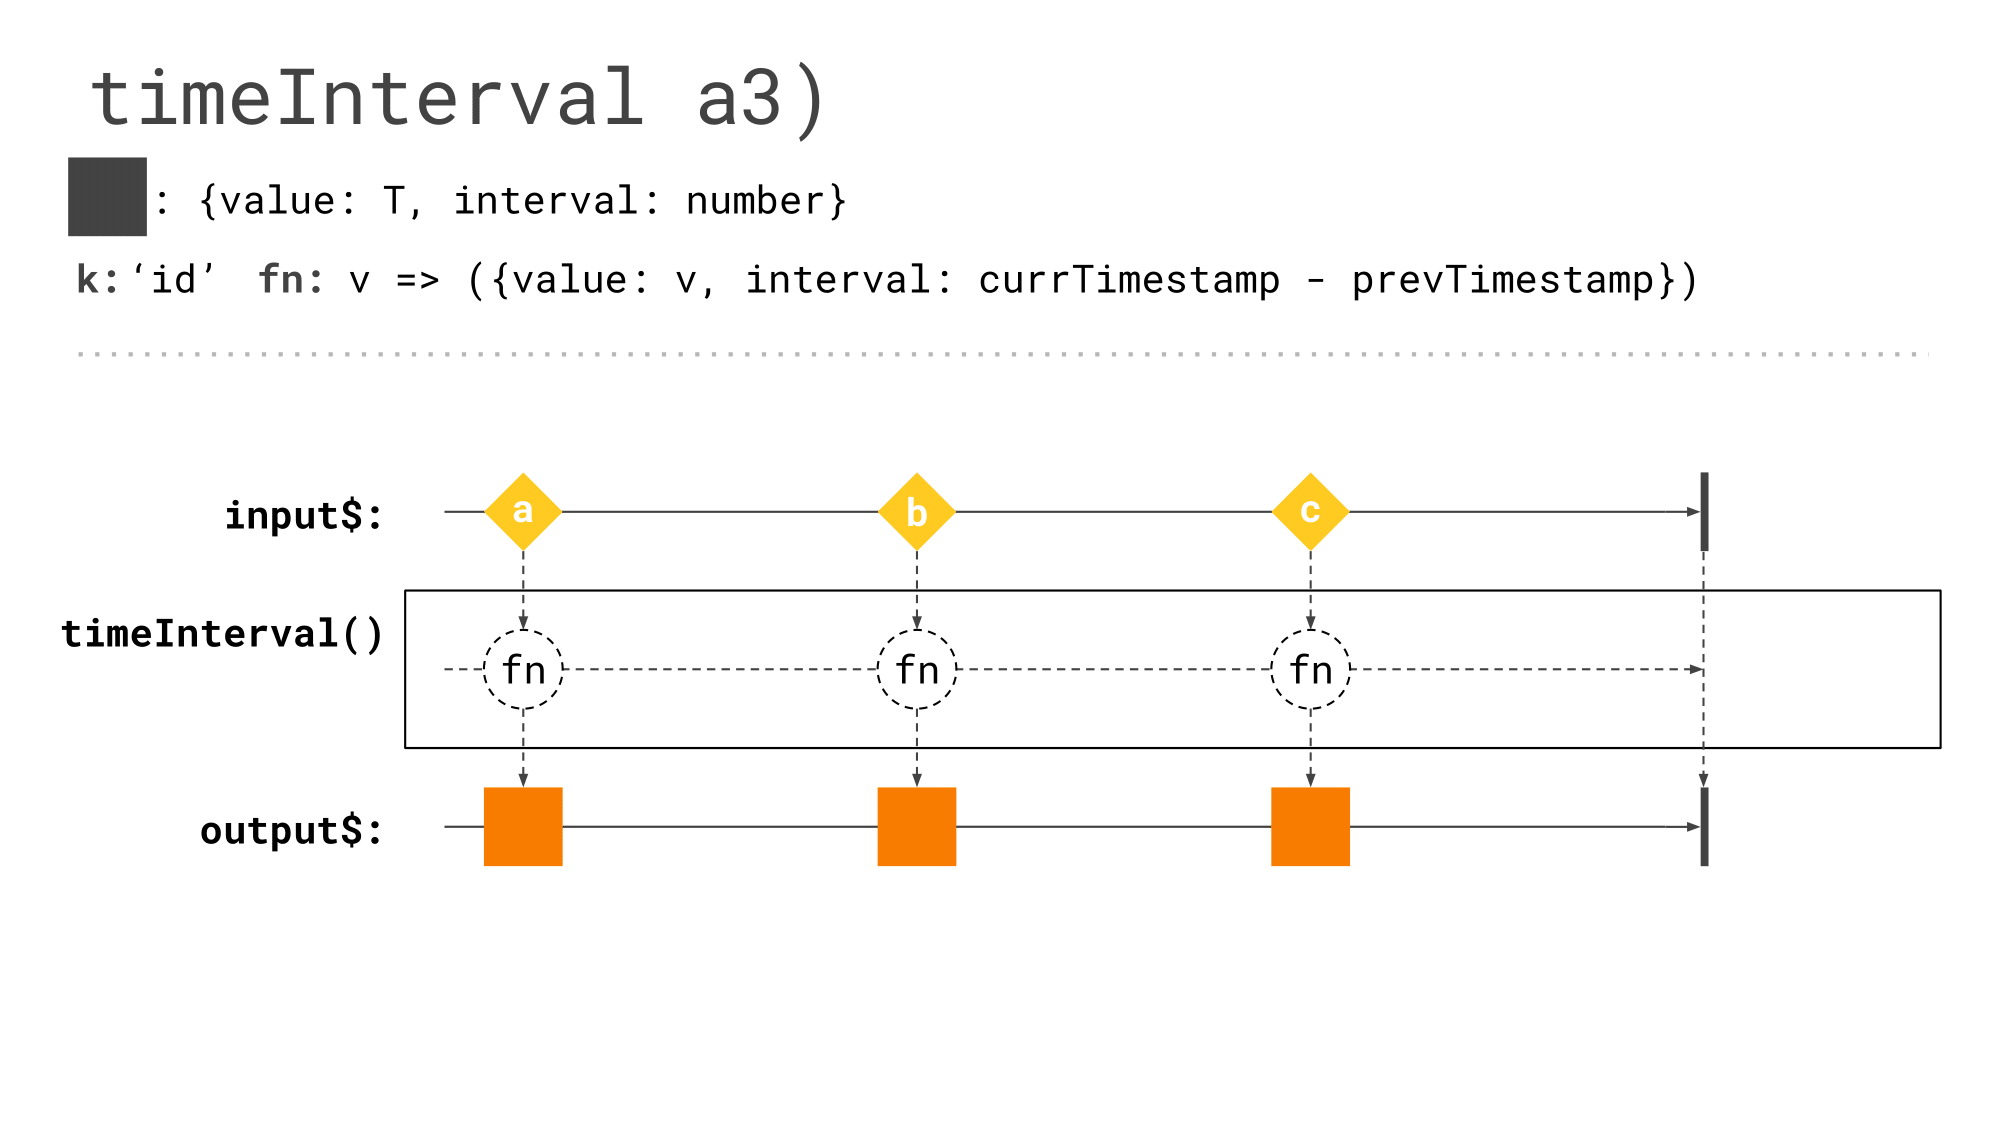 timeInterval a3)
: {value: T, interval: number}
k:‘id’ fn: v => ({value: v, interval: currTimestamp - prevTimestamp})
input$:
a
b
c
timeInterval()
fn
fn
fn
output$: